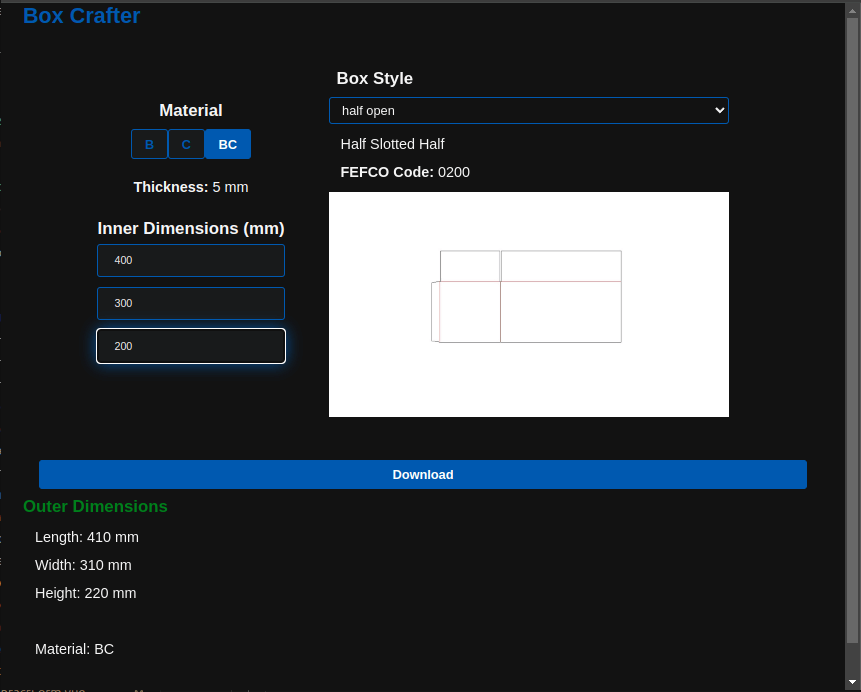 Box Crafter
Material
B C BC
Thickness: 5 mm
Inner Dimensions (mm)
400
300
200
Box Style
half open
Half Slotted Half
FEFCO Code: 0200
Download
Outer Dimensions
Length: 410 mm
Width: 310 mm
Height: 220 mm
Material: BC